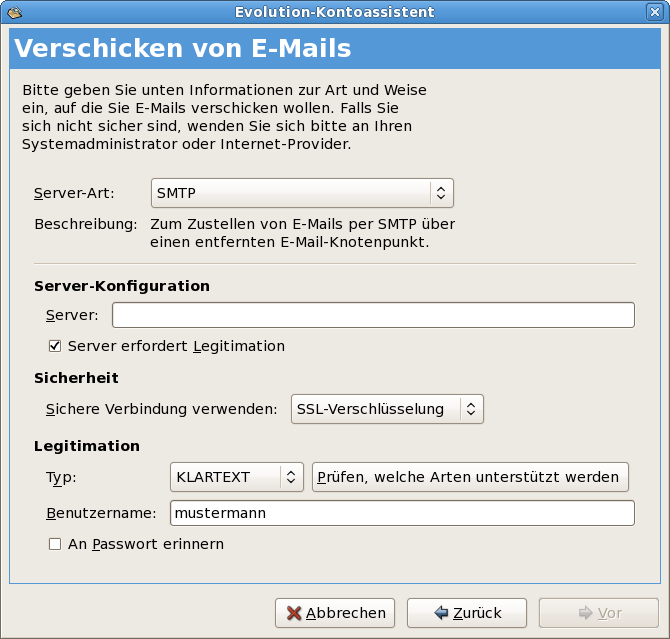 Evolution-Kontoassistent
Verschicken von E-Mails
Bitte geben Sie unten Informationen zur Art und Weise
ein, auf die Sie E-Mails verschicken wollen. Falls Sie
sich nicht sicher sind, wenden Sie sich bitte an Ihren
Systemadministrator oder Internet-Provider.
Server-Art: SMTP
Beschreibung: Zum Zustellen von E-Mails per SMTP über
einen entfernten E-Mail-Knotenpunkt.
Server-Konfiguration
Server:
Server erfordert Legitimation
Sicherheit
Sichere Verbindung verwenden: SSL-Verschlüsselung
Legitimation
Typ: KLARTEXT Prüfen, welche Arten unterstützt werden
Benutzername: mustermann
An Passwort erinnern
Abbrechen Zurück Vor